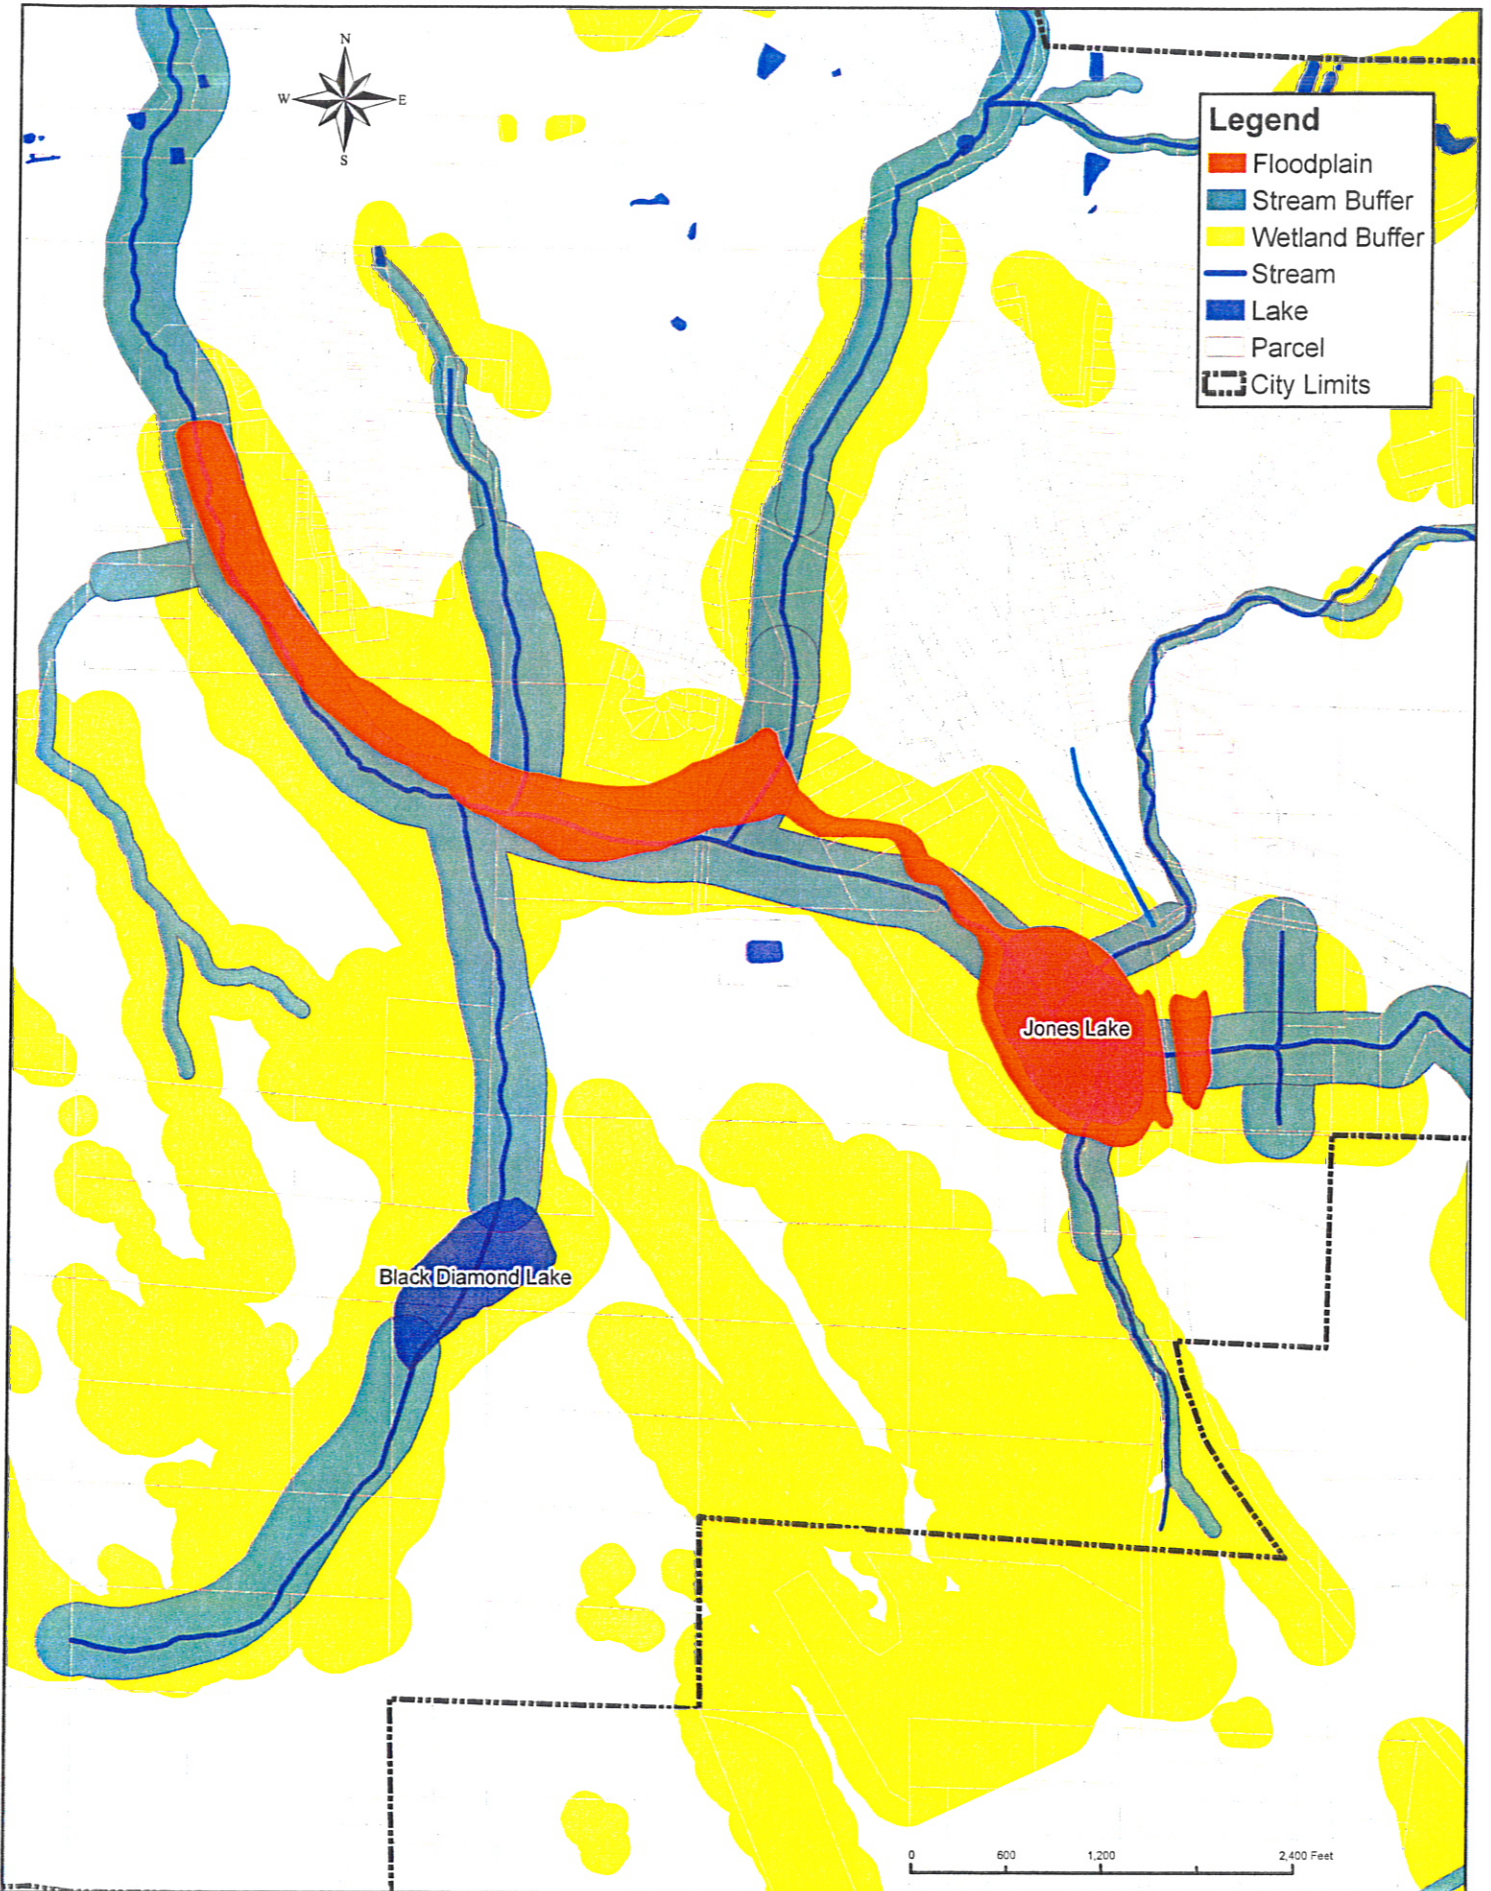 N
W E
S
Legend
Floodplain
Stream Buffer
Wetland Buffer
Stream
Lake
Parcel
City Limits
Jones Lake
Black Diamond Lake
0 600 1,200 2,400 Feet